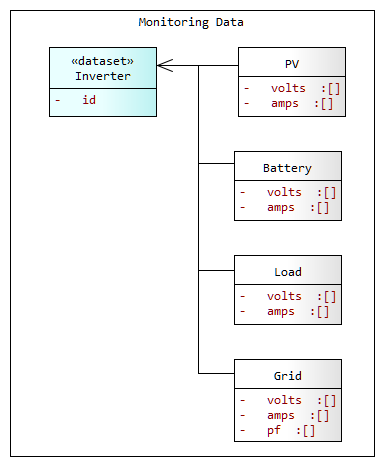 Monitoring Data
«dataset»
Inverter
- id
PV
- volts :[]
- amps :[]
Battery
- volts :[]
- amps :[]
Load
- volts :[]
- amps :[]
Grid
- volts :[]
- amps :[]
- pf :[]